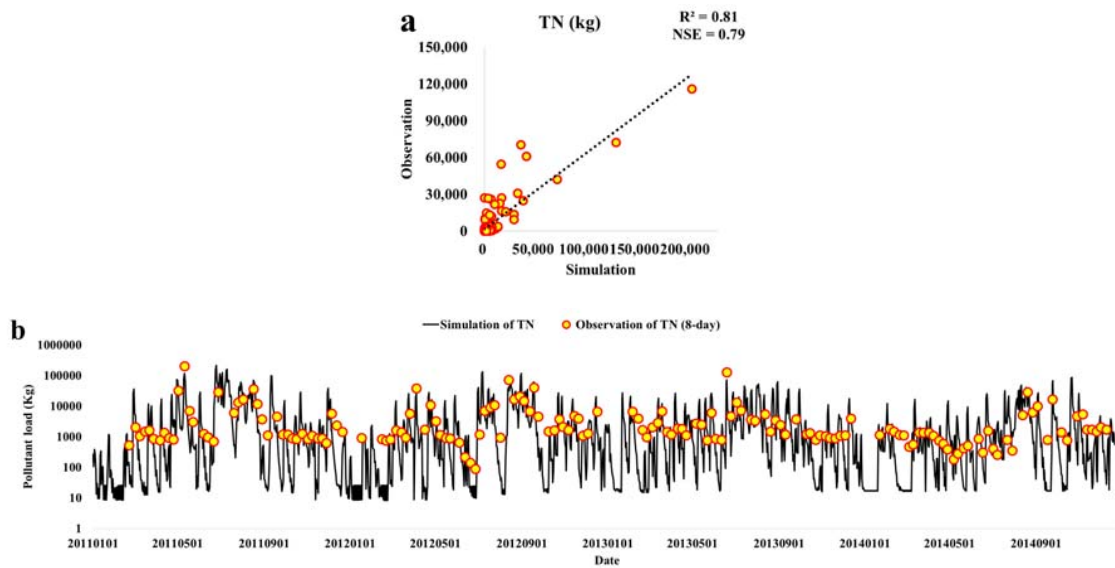 a
TN (kg)
R² = 0.81
NSE = 0.79
150,000
120,000
90,000
60,000
30,000
0
Observation
0 50,000 100,000 150,000 200,000
Simulation
b
Simulation of TN
Observation of TN (8-day)
1000000
100000
10000
1000
100
10
1
Pollutant load (Kg)
20110101 20110501 20110901 20120101 20120501 20120901 20130101 20130501 20130901 20140101 20140501 20140901
Date